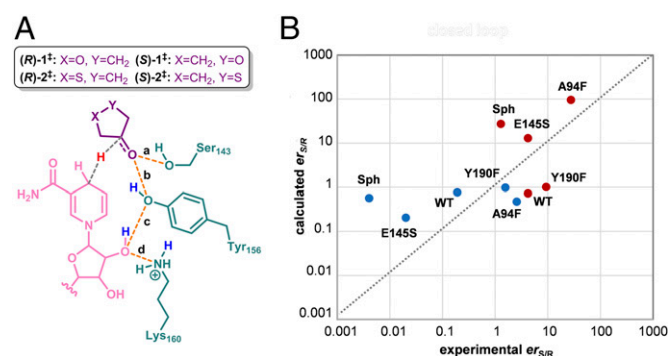 A
(R)-1‡: X=O, Y=CH₂ (S)-1‡: X=CH₂, Y=O
(R)-2‡: X=S, Y=CH₂ (S)-2‡: X=CH₂, Y=S
Y
X
O
a
H
O
Ser143
H
b
H
O
H
O
H₂N
N
c
Tyr156
H
O
O
d
H
H
N
H
⊕
OH
Lys160
B
closed loop
calculated erS/R
1000
100
10
1
0.1
0.01
0.001
A94F
Sph
E145S
Sph
Y190F
Y190F
WT
WT
A94F
E145S
0.001
0.01
0.1
1
10
100
1000
experimental erS/R